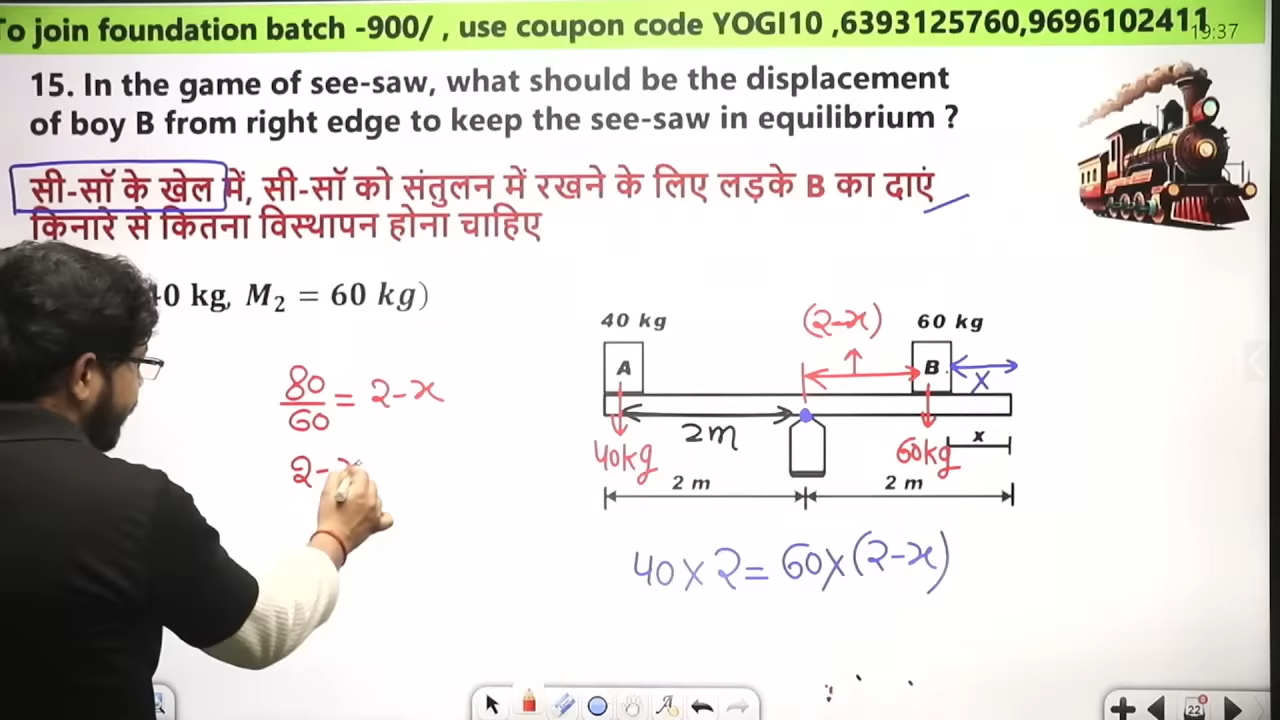 To join foundation batch -900/ , use coupon code YOGI10 ,6393125760,9696102411
19:37
15. In the game of see-saw, what should be the displacement
of boy B from right edge to keep the see-saw in equilibrium ?
सी-सॉ के खेल में, सी-सॉ को संतुलन में रखने के लिए लड़के B का दाएं
किनारे से कितना विस्थापन होना चाहिए
0 kg, M₂ = 60 kg)
40 kg
(2-x)
60 kg
A
B
x
80/60 = 2-x
2m
40kg
60kg
x
2-
2 m
2 m
40 x 2 = 60 x (2-x)
22